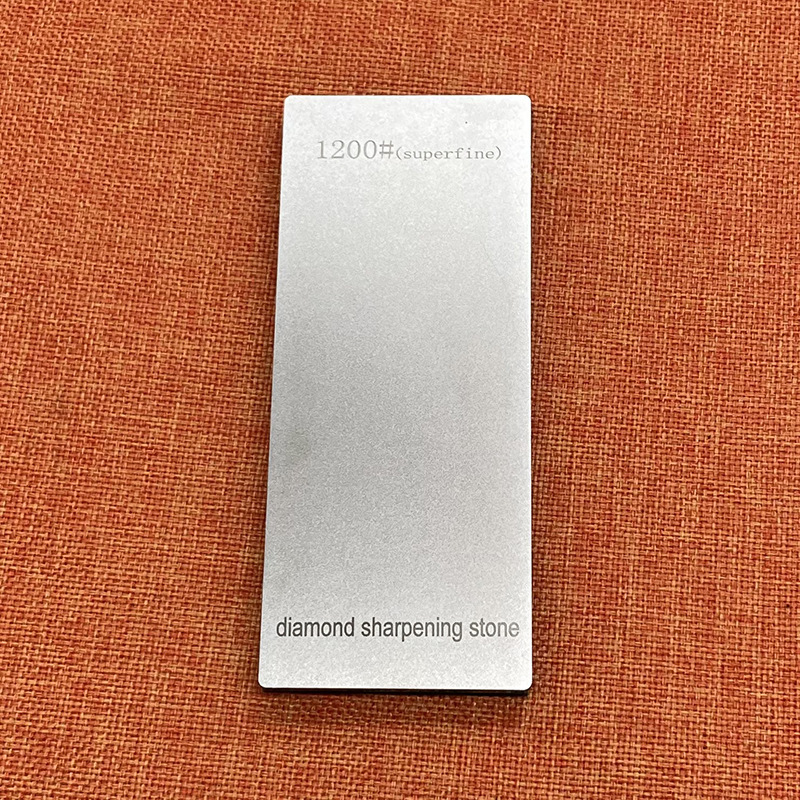 1200#(superfine)
diamond sharpening stone